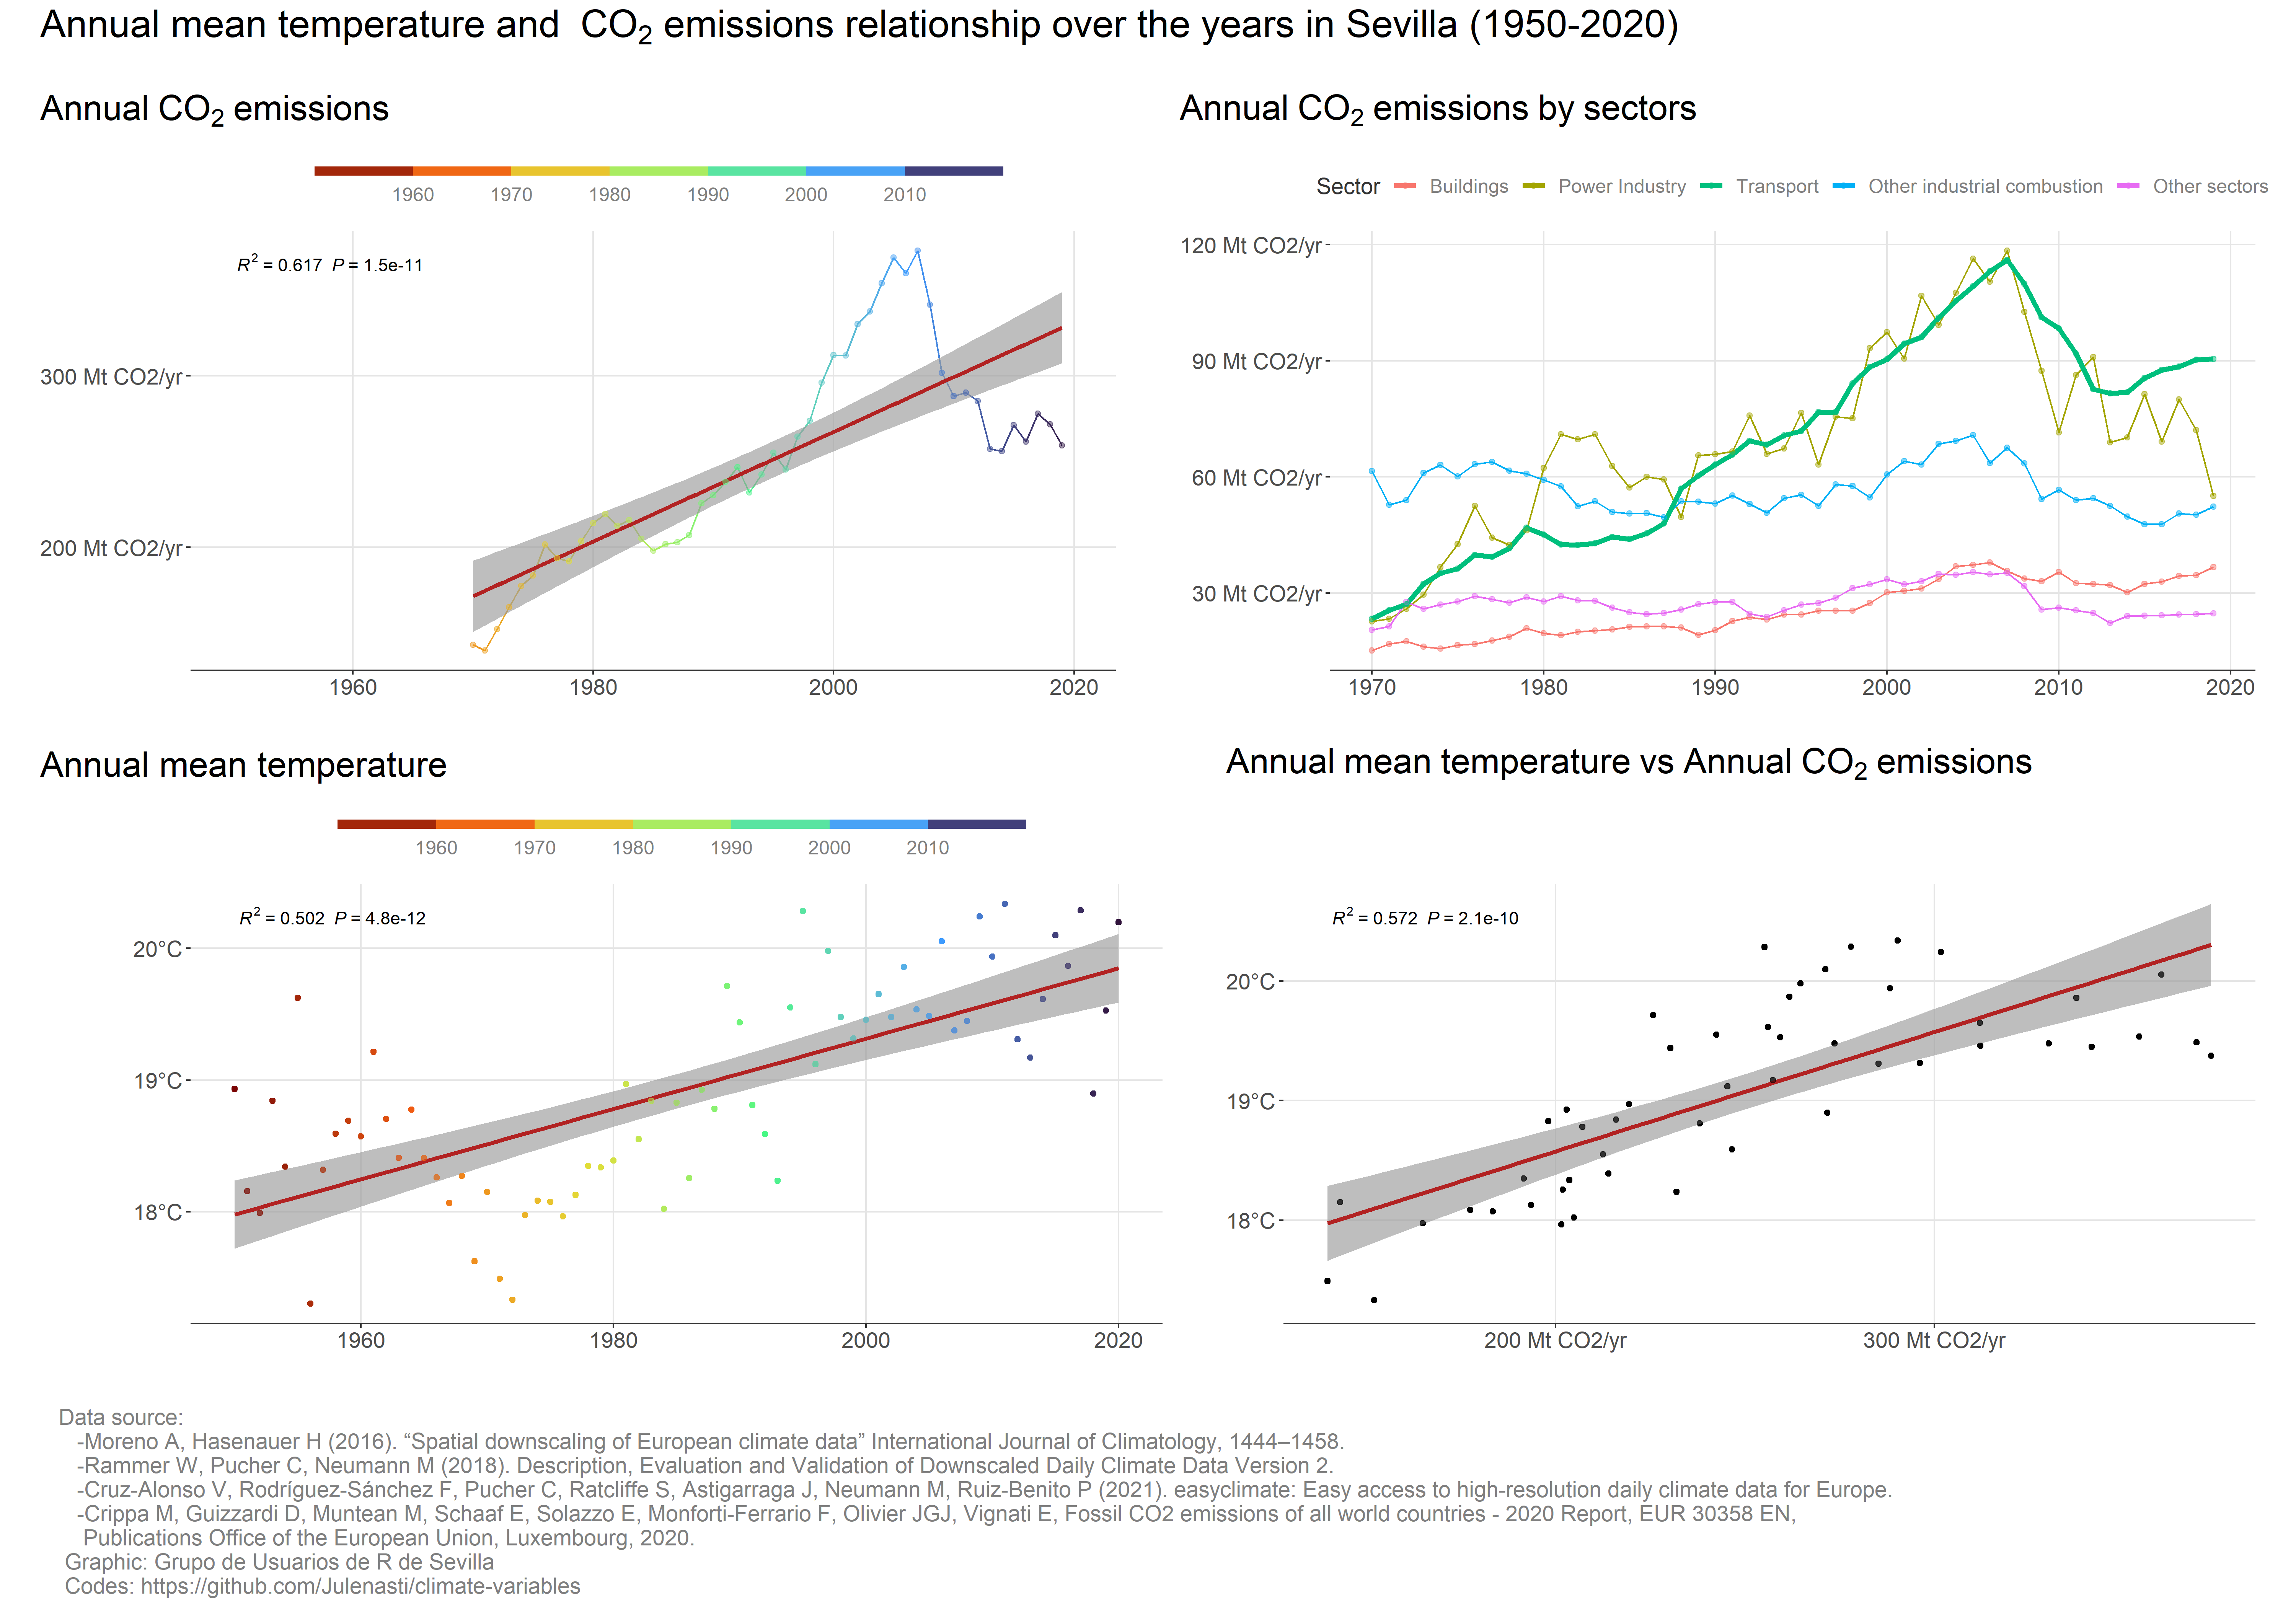 Annual mean temperature and  CO₂ emissions relationship over the years in Sevilla (1950-2020)
Annual CO₂ emissions
1960 1970 1980 1990 2000 2010
R² = 0.617  P = 1.5e-11
300 Mt CO2/yr
200 Mt CO2/yr
1960 1980 2000 2020
Annual CO₂ emissions by sectors
Sector Buildings Power Industry Transport Other industrial combustion Other sectors
120 Mt CO2/yr
90 Mt CO2/yr
60 Mt CO2/yr
30 Mt CO2/yr
1970 1980 1990 2000 2010 2020
Annual mean temperature
1960 1970 1980 1990 2000 2010
R² = 0.502  P = 4.8e-12
20°C
19°C
18°C
1960 1980 2000 2020
Annual mean temperature vs Annual CO₂ emissions
R² = 0.572  P = 2.1e-10
20°C
19°C
18°C
200 Mt CO2/yr 300 Mt CO2/yr
Data source:
-Moreno A, Hasenauer H (2016). “Spatial downscaling of European climate data” International Journal of Climatology, 1444–1458.
-Rammer W, Pucher C, Neumann M (2018). Description, Evaluation and Validation of Downscaled Daily Climate Data Version 2.
-Cruz-Alonso V, Rodríguez-Sánchez F, Pucher C, Ratcliffe S, Astigarraga J, Neumann M, Ruiz-Benito P (2021). easyclimate: Easy access to high-resolution daily climate data for Europe.
-Crippa M, Guizzardi D, Muntean M, Schaaf E, Solazzo E, Monforti-Ferrario F, Olivier JGJ, Vignati E, Fossil CO2 emissions of all world countries - 2020 Report, EUR 30358 EN,
Publications Office of the European Union, Luxembourg, 2020.
Graphic: Grupo de Usuarios de R de Sevilla
Codes: https://github.com/Julenasti/climate-variables